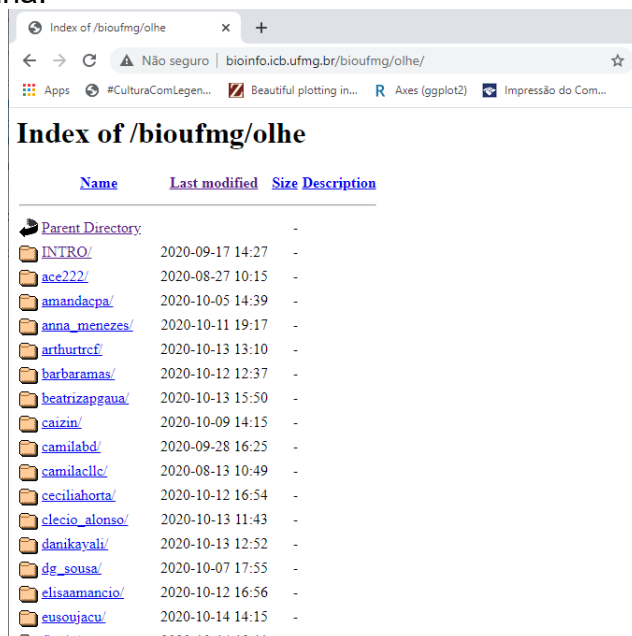 Index of /bioufmg/olhe
Não seguro | bioinfo.icb.ufmg.br/bioufmg/olhe/
Apps #CulturaComLegen... Beautiful plotting in... R Axes (ggplot2) Impressão do Com...
Index of /bioufmg/olhe
Name Last modified Size Description
Parent Directory -
INTRO/ 2020-09-17 14:27 -
ace222/ 2020-08-27 10:15 -
amandacpa/ 2020-10-05 14:39 -
anna_menezes/ 2020-10-11 19:17 -
arthurtrcf/ 2020-10-13 13:10 -
barbaramas/ 2020-10-12 12:37 -
beatrizapgaua/ 2020-10-13 15:50 -
caizin/ 2020-10-09 14:15 -
camilabd/ 2020-09-28 16:25 -
camilacllc/ 2020-08-13 10:49 -
ceciliahorta/ 2020-10-12 16:54 -
clecio_alonso/ 2020-10-13 11:43 -
danikayali/ 2020-10-13 12:52 -
dg_sousa/ 2020-10-07 17:55 -
elisaamancio/ 2020-10-12 16:56 -
eusoujacu/ 2020-10-14 14:15 -